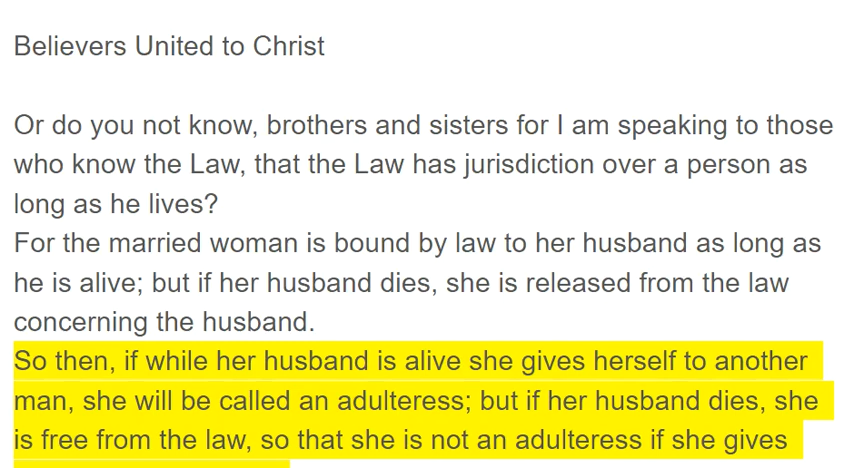 Believers United to Christ
Or do you not know, brothers and sisters for I am speaking to those
who know the Law, that the Law has jurisdiction over a person as
long as he lives?
For the married woman is bound by law to her husband as long as
he is alive; but if her husband dies, she is released from the law
concerning the husband.
So then, if while her husband is alive she gives herself to another
man, she will be called an adulteress; but if her husband dies, she
is free from the law, so that she is not an adulteress if she gives